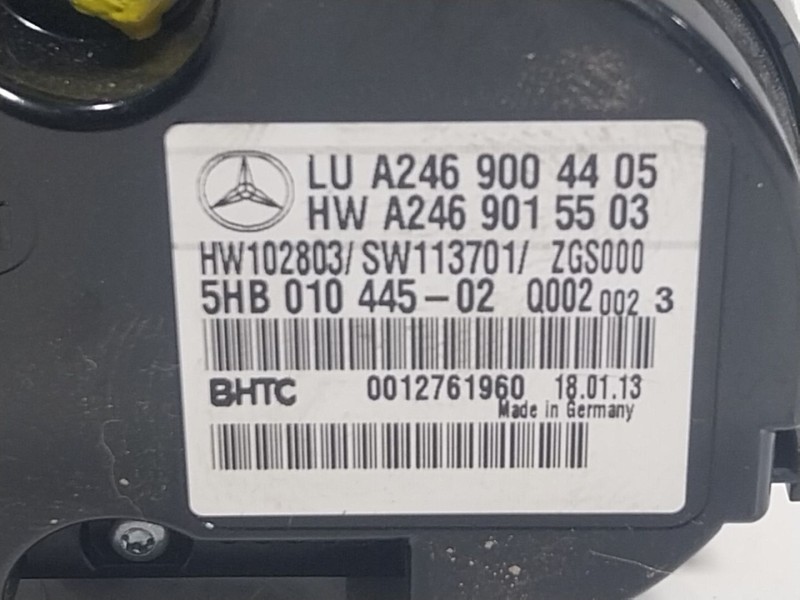 LU A246 900 44 05
HW A246 901 55 03
HW102803/ SW113701/ ZGS000
5HB 010 445-02 Q002 002 3
BHTC 0012761960 18.01.13
Made in Germany